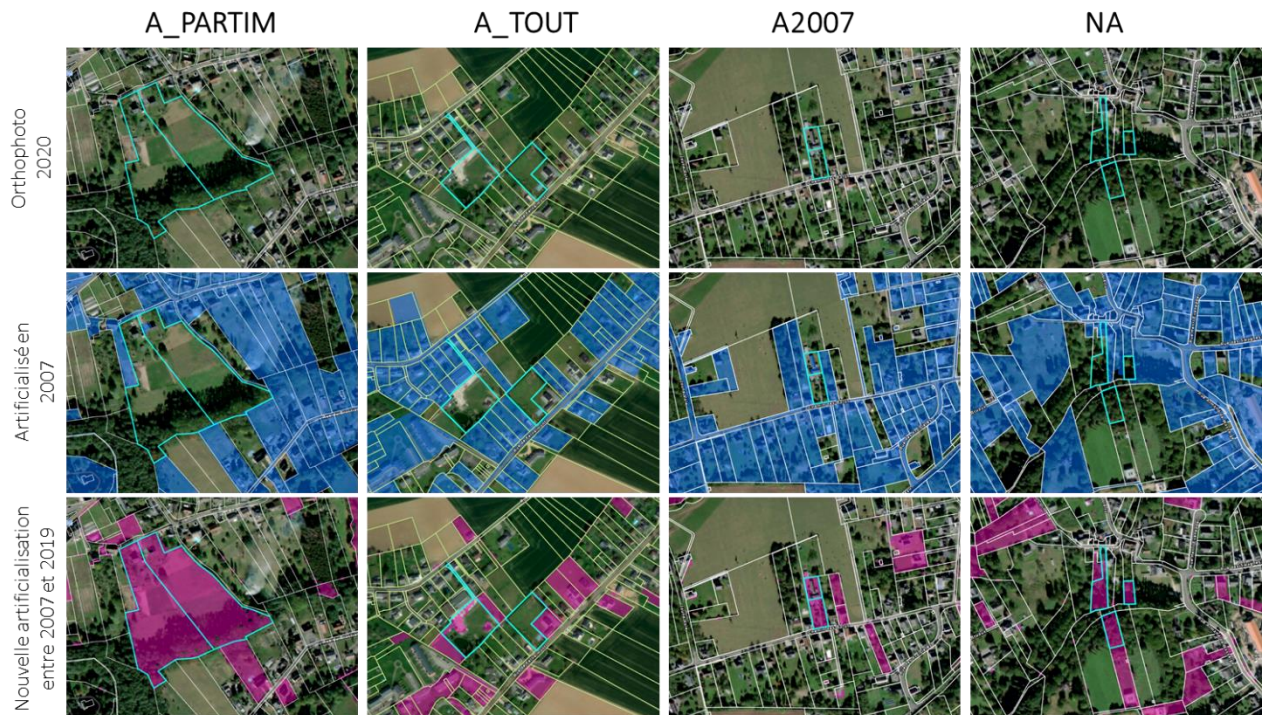 A_PARTIM
A_TOUT
A2007
NA
Orthophoto
2020
Artificialisé en
2007
Nouvelle artificialisation
entre 2007 et 2019